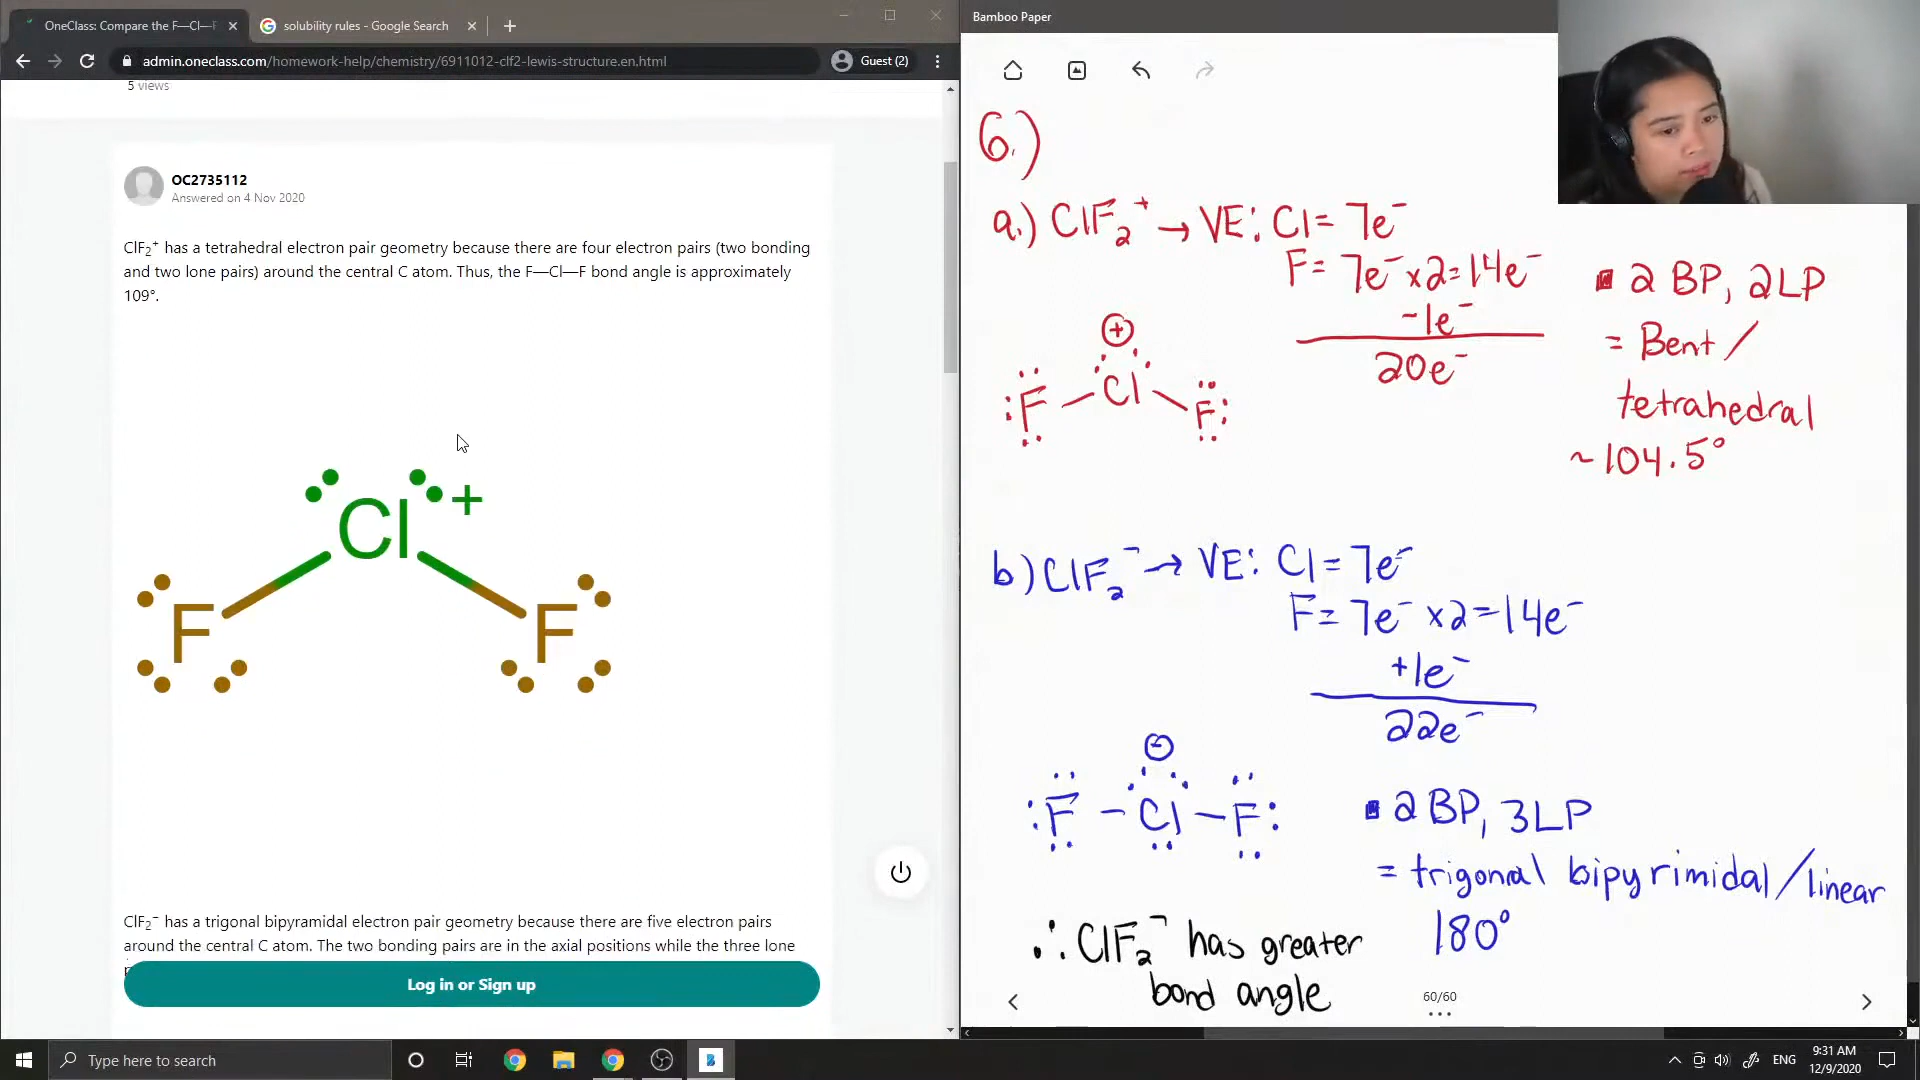 OneClass: Compare the F—Cl—F
solubility rules - Google Search
admin.oneclass.com/homework-help/chemistry/6911012-clf2-lewis-structure.en.html
Guest (2)
5 views
OC2735112
Answered on 4 Nov 2020
ClF₂⁺ has a tetrahedral electron pair geometry because there are four electron pairs (two bonding
and two lone pairs) around the central C atom. Thus, the F—Cl—F bond angle is approximately
109°.
Cl +
F F
ClF₂⁻ has a trigonal bipyramidal electron pair geometry because there are five electron pairs
around the central C atom. The two bonding pairs are in the axial positions while the three lone
Log in or Sign up
Bamboo Paper
6.)
a.) ClF₂⁺ → VE: Cl = 7e⁻
F = 7e⁻ x2 = 14e⁻
-1e⁻
20e⁻
+
F - Cl - F
2 BP, 2LP
= Bent /
tetrahedral
~104.5°
b) ClF₂⁻ → VE: Cl = 7e⁻
F = 7e⁻ x2 = 14e⁻
+1e⁻
22e⁻
-
F - Cl - F
2 BP, 3LP
= trigonal bipyrimidal/linear
180°
∴ ClF₂⁻ has greater
bond angle
60/60
Type here to search
ENG
9:31 AM
12/9/2020